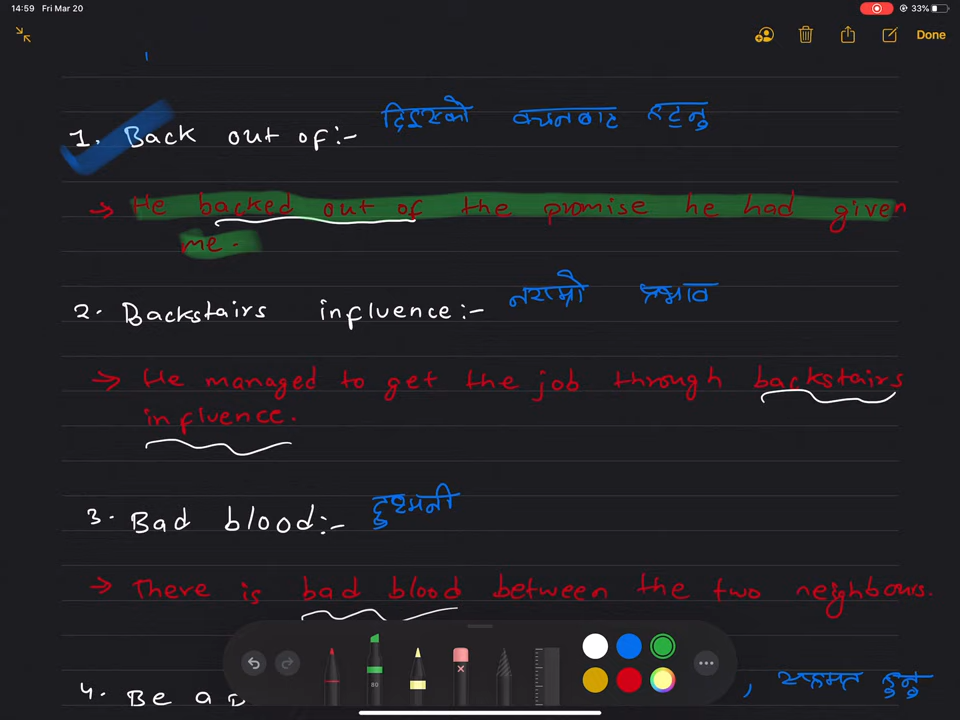 14:59 Fri Mar 20
33%
Done
1. Back out of:- दिइएको वचनबाट हट्नु
→ He backed out of the promise he had given
me.
2. Backstairs influence:- नराम्रो प्रभाव
→ He managed to get the job through backstairs
influence.
3. Bad blood:- दुश्मनी
→ There is bad blood between the two neighbours.
4. Be a , सहमत हुनु
80